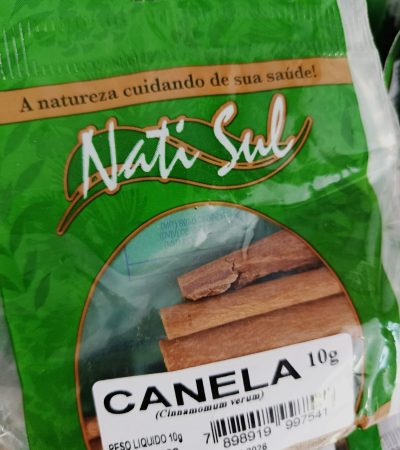 A natureza cuidando de sua saúde!
Nati Sul
CANELA 10g
(Cinnamomum verum)
PESO LIQUIDO 10g
7 898919 997541